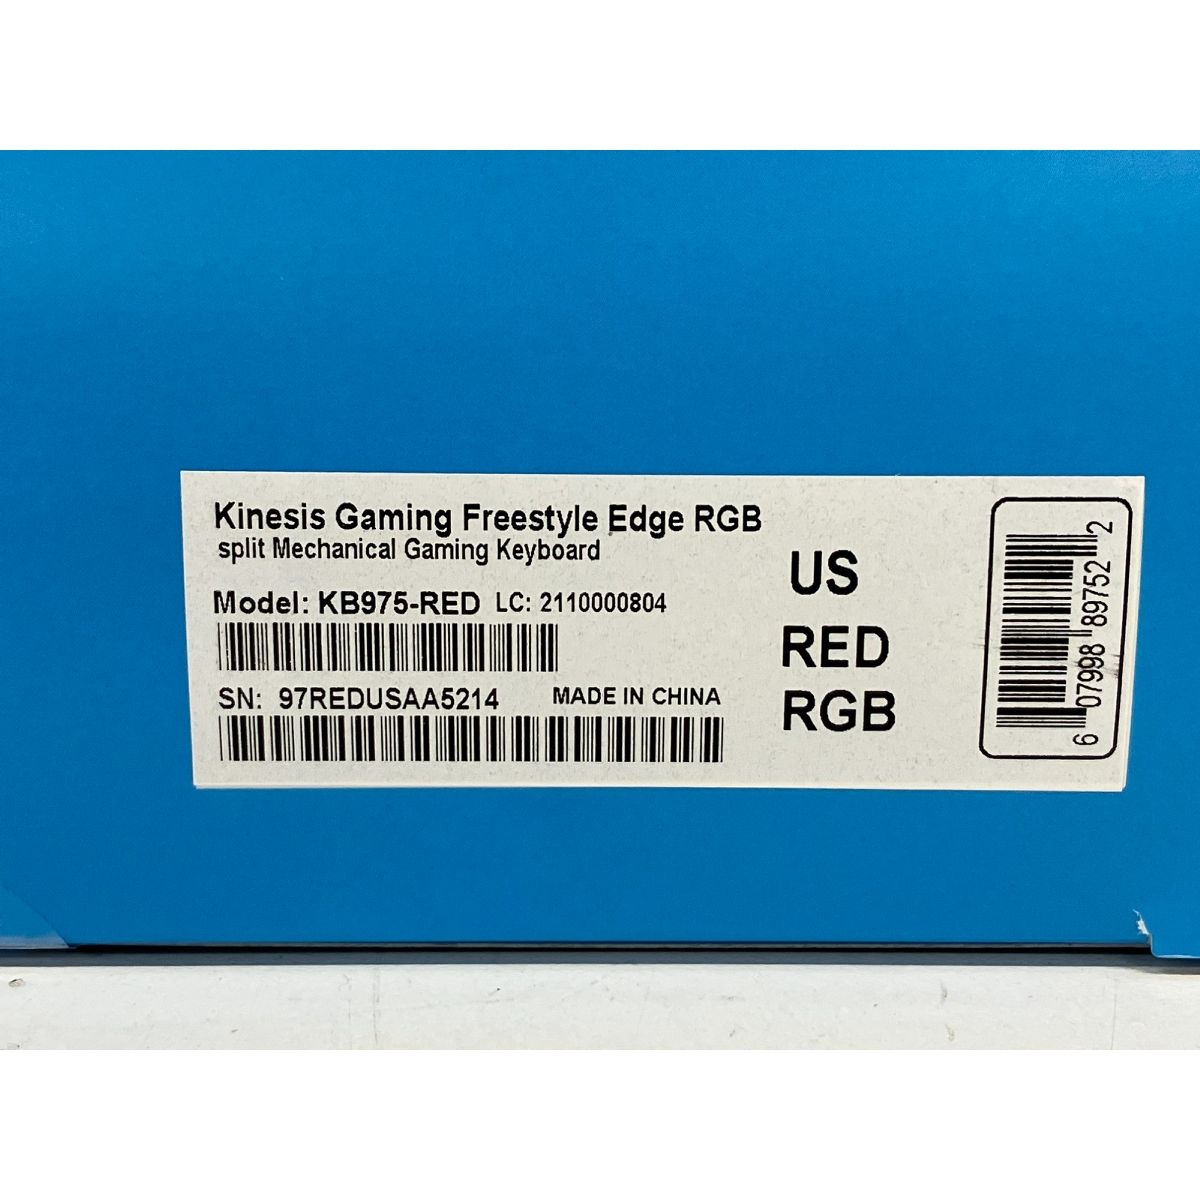 Kinesis Gaming Freestyle Edge RGB
split Mechanical Gaming Keyboard
Model: KB975-RED LC: 2110000804
SN: 97REDUSAA5214 MADE IN CHINA
US
RED
RGB
6 07998 89752 2